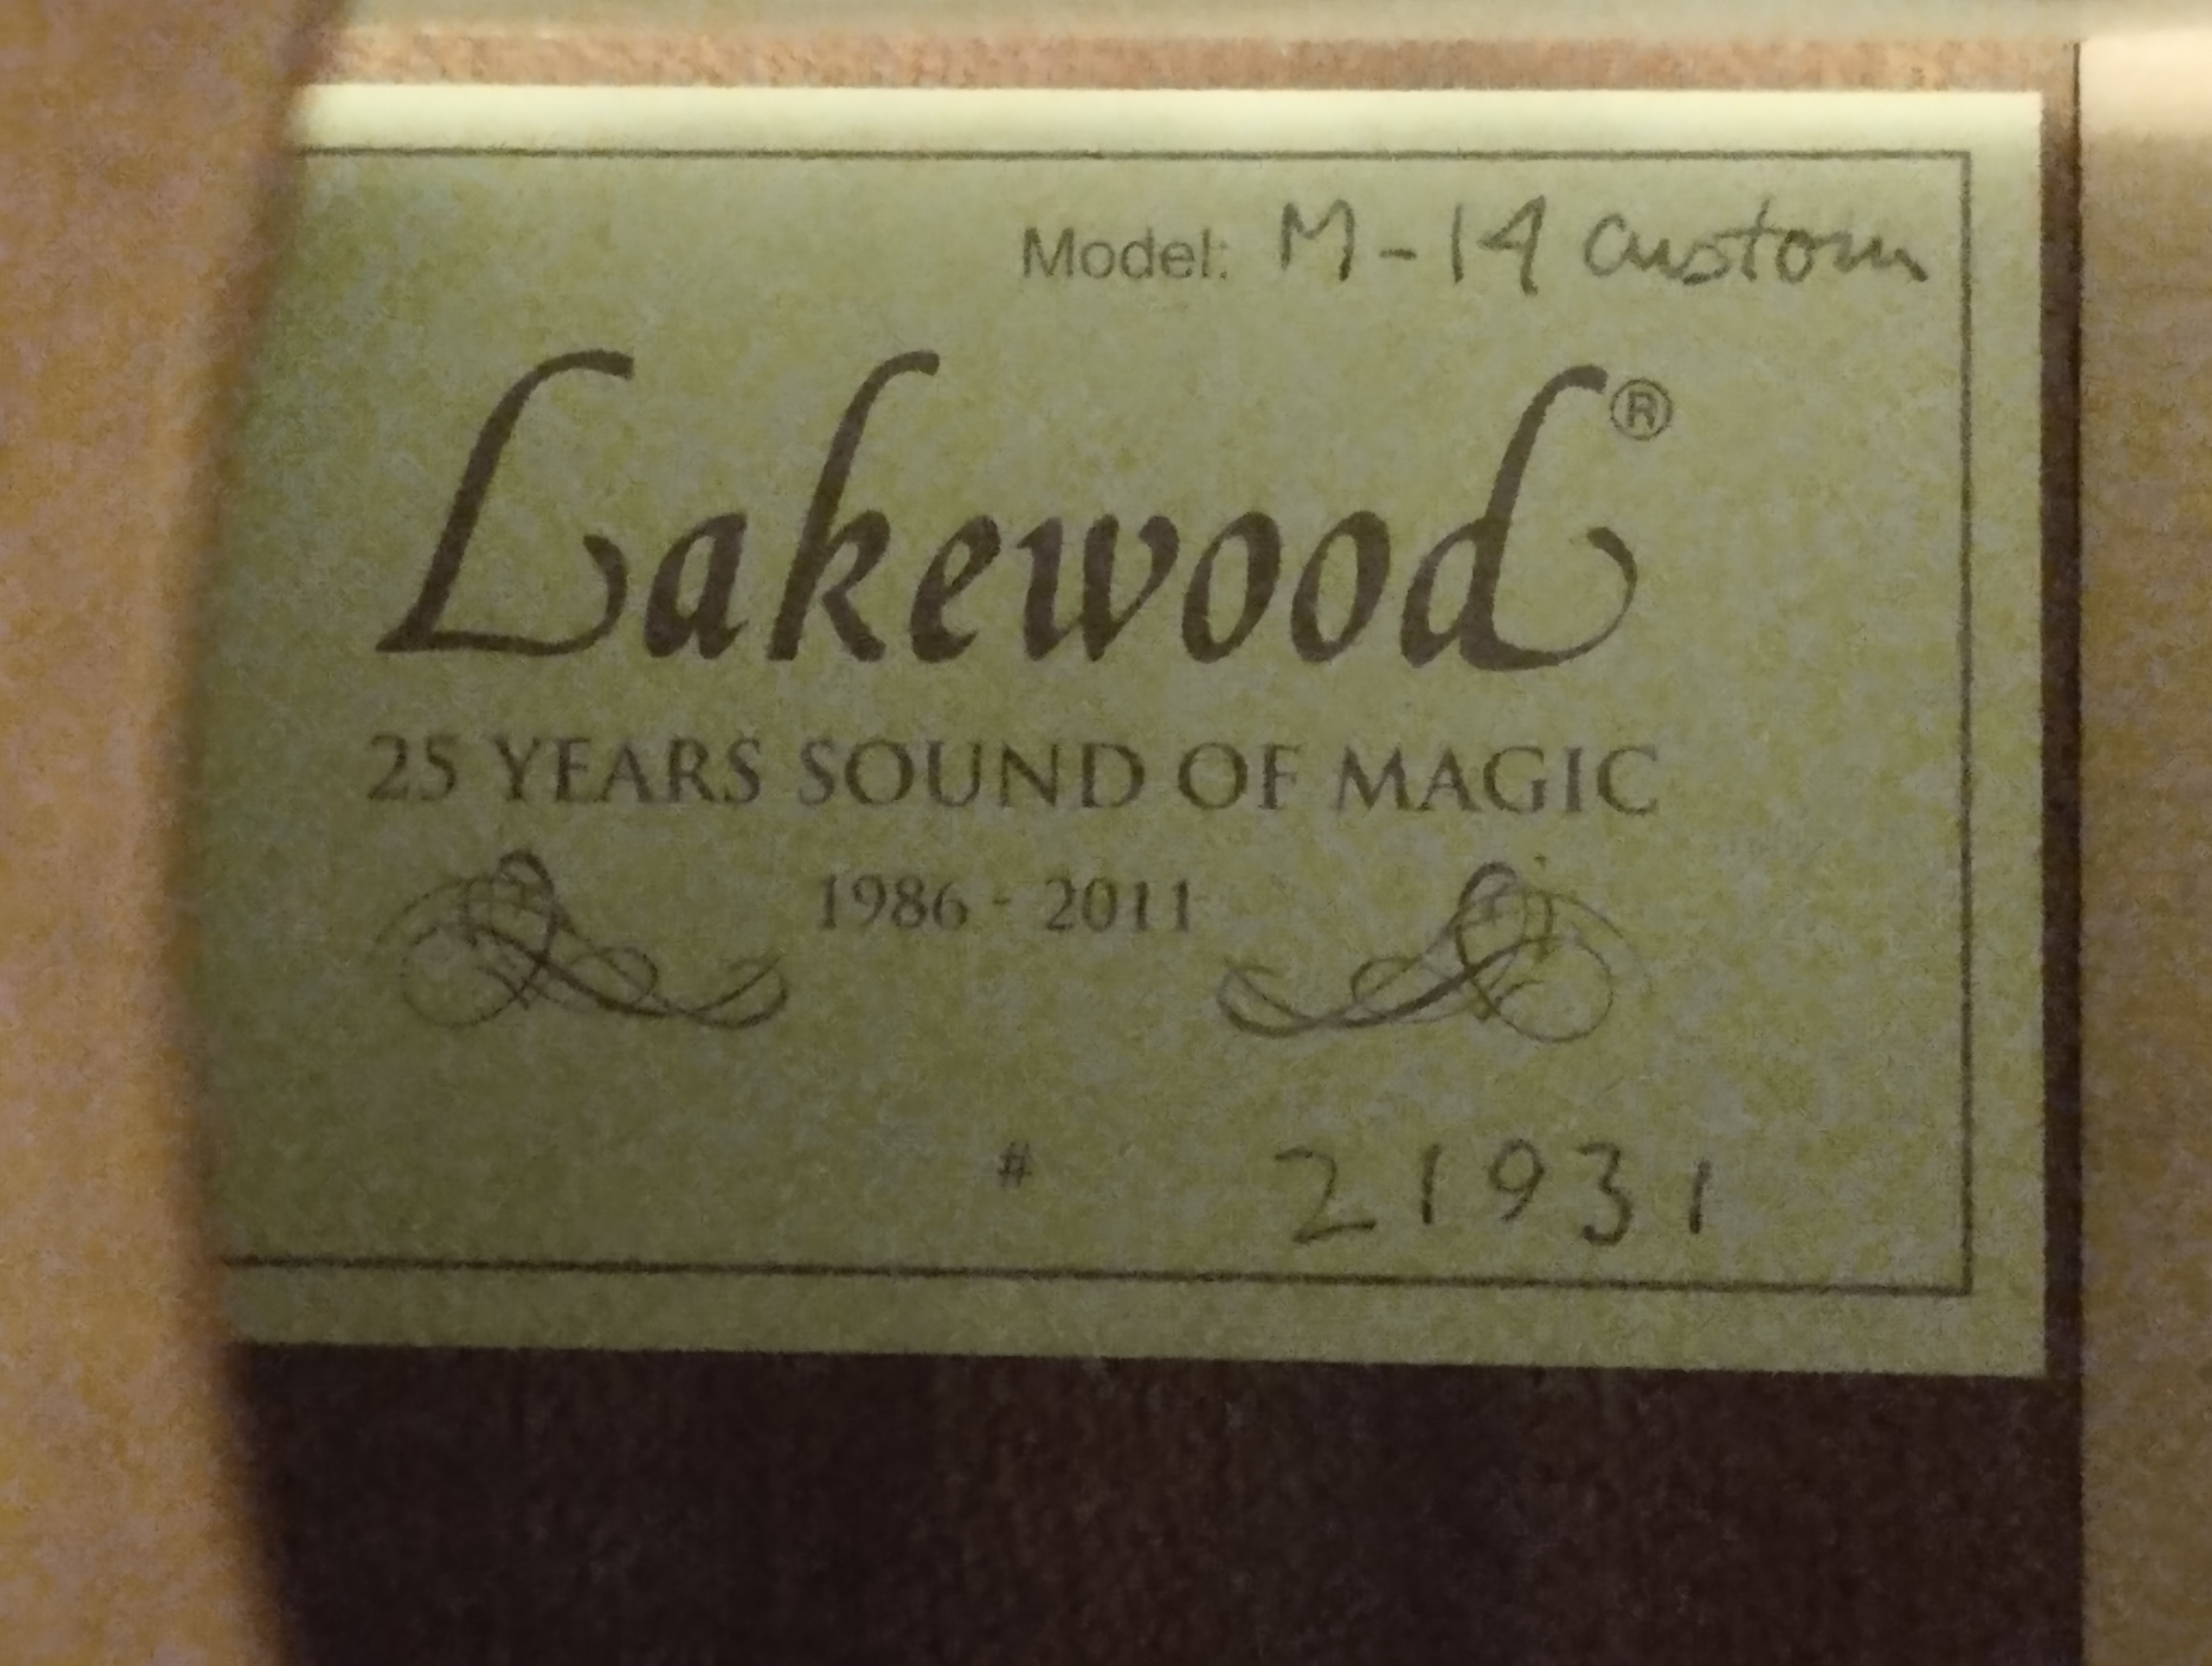 Model: M-14 custom
Lakewood®
25 YEARS SOUND OF MAGIC
1986 - 2011
# 21931